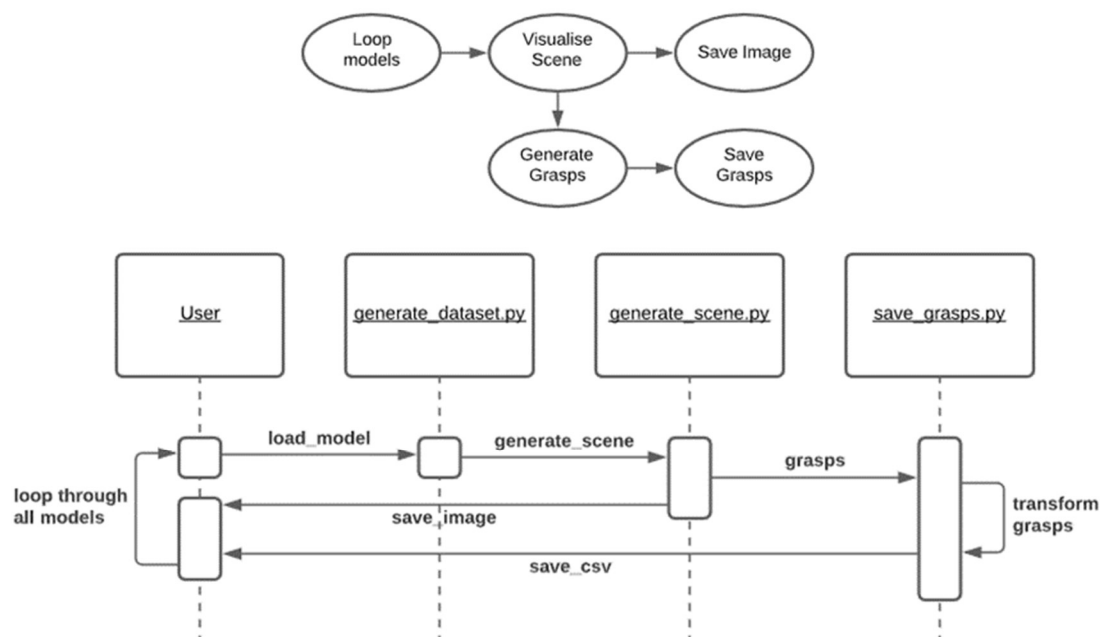 Loop
models
Visualise
Scene
Save Image
Generate
Grasps
Save
Grasps
User
generate_dataset.py
generate_scene.py
save_grasps.py
load_model
generate_scene
grasps
loop through
all models
save_image
transform
grasps
save_csv